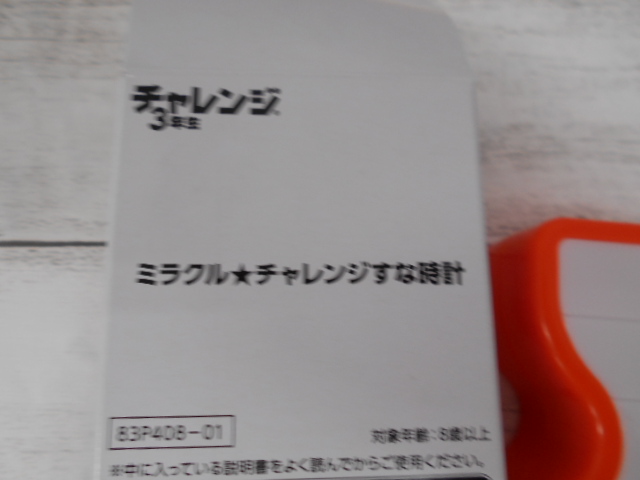 チャレンジ
3年生
ミラクル★チャレンジすな時計
83P40B-01
対象年齢:8歳以上
※中に入っている説明書をよく読んでからご使用ください。